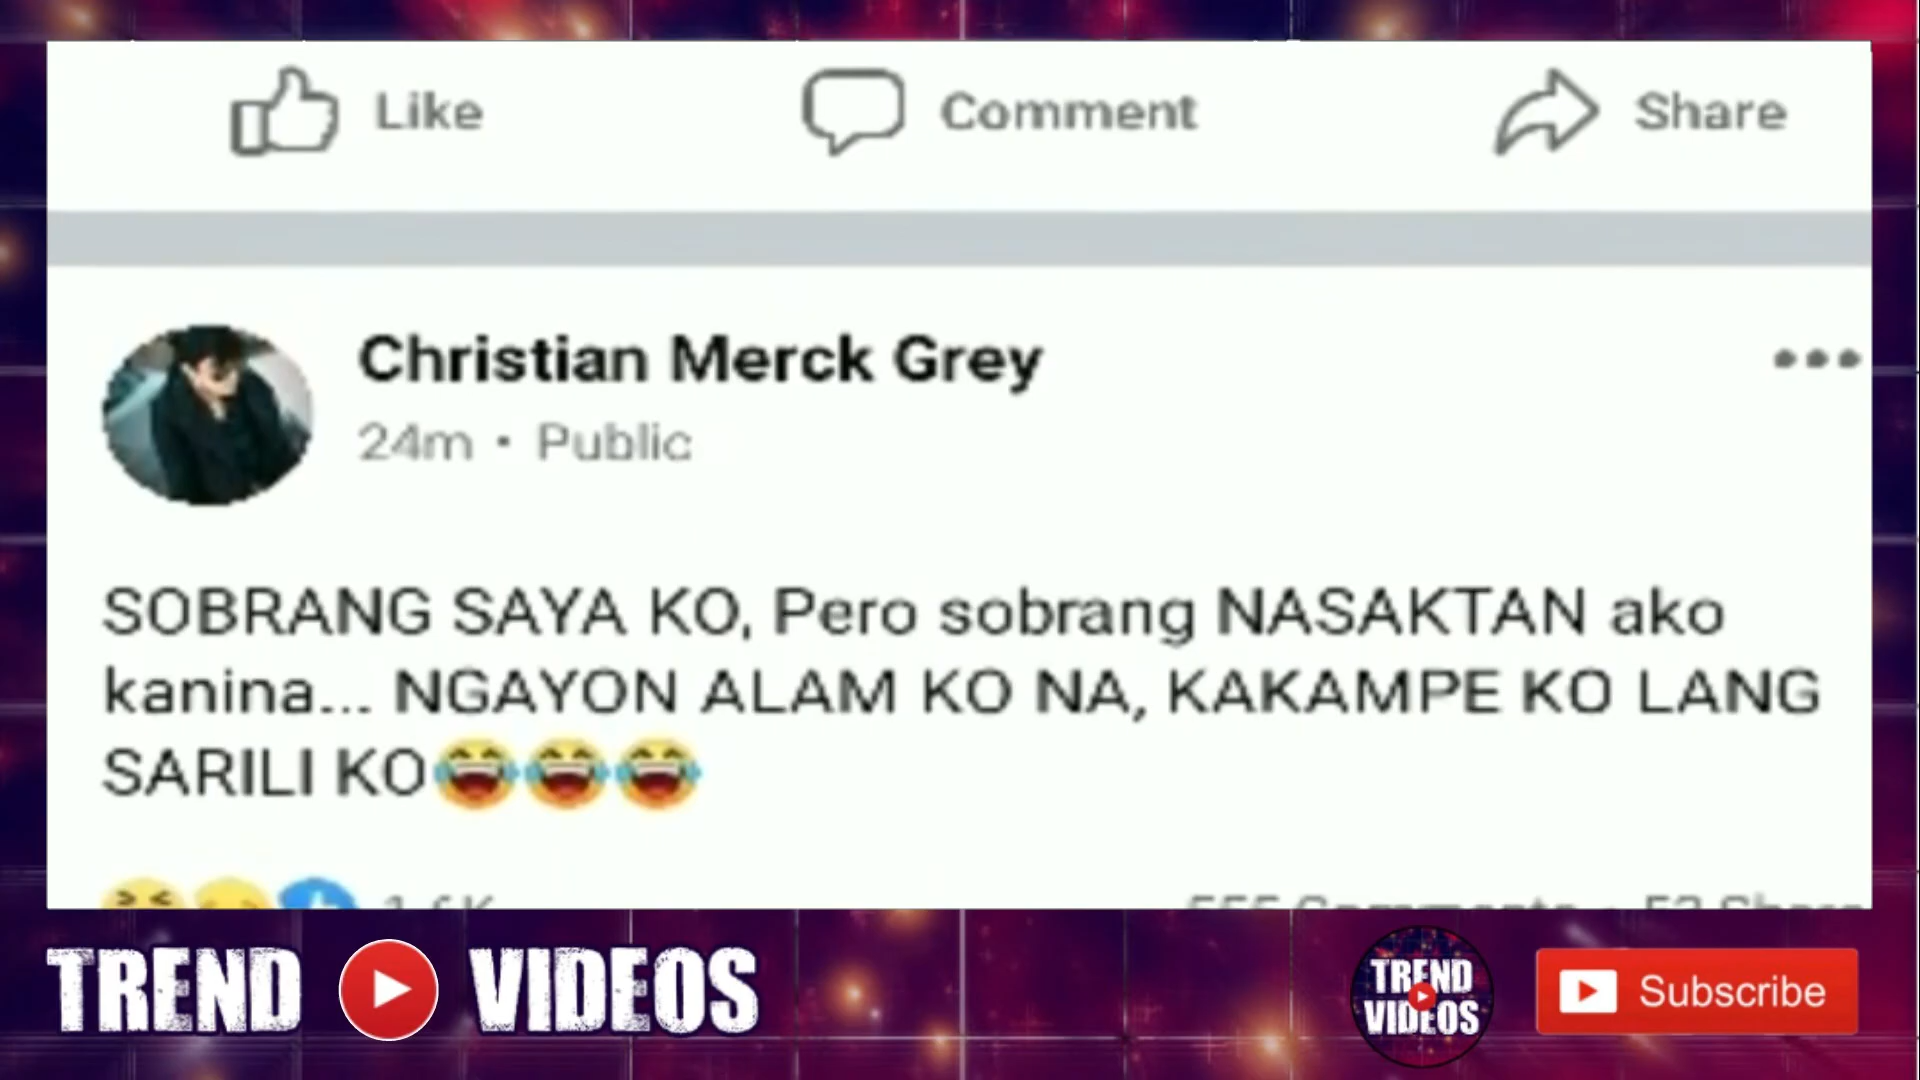 Like Comment Share
Christian Merck Grey
24m • Public
SOBRANG SAYA KO, Pero sobrang NASAKTAN ako
kanina... NGAYON ALAM KO NA, KAKAMPE KO LANG
SARILI KO😂😂😂
TREND VIDEOS
TREND
VIDEOS
Subscribe